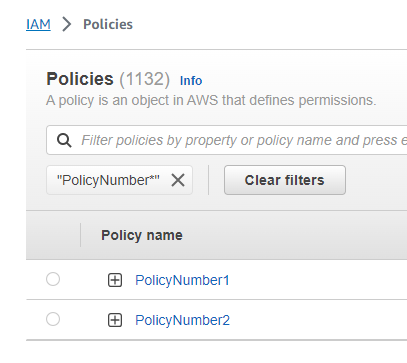 IAM > Policies
Policies (1132) Info
A policy is an object in AWS that defines permissions.
Filter policies by property or policy name and press e
"PolicyNumber*" Clear filters
Policy name
PolicyNumber1
PolicyNumber2